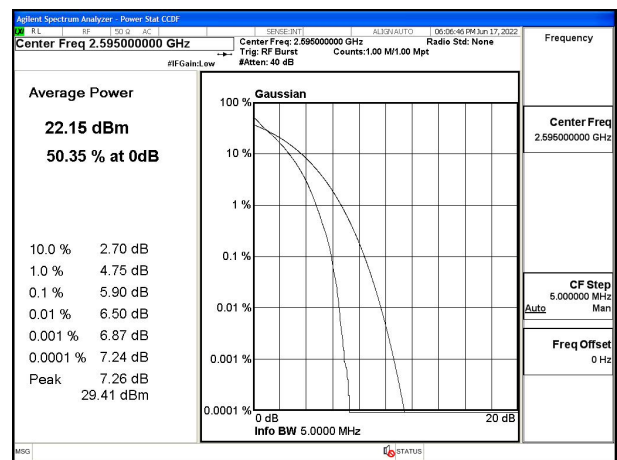 Agilent Spectrum Analyzer - Power Stat CCDF
RL RF 50 Ω AC SENSE:INT ALIGN AUTO 06:06:46 PM Jun 17, 2022
Center Freq 2.595000000 GHz
Center Freq: 2.595000000 GHz Radio Std: None
Trig: RF Burst Counts:1.00 M/1.00 Mpt
#IFGain:Low #Atten: 40 dB
Frequency
Average Power
22.15 dBm
50.35 % at 0dB
10.0 % 2.70 dB
1.0 % 4.75 dB
0.1 % 5.90 dB
0.01 % 6.50 dB
0.001 % 6.87 dB
0.0001 % 7.24 dB
Peak 7.26 dB
29.41 dBm
Gaussian
100 %
10 %
1 %
0.1 %
0.01 %
0.001 %
0.0001 %
0 dB 20 dB
Info BW 5.0000 MHz
Center Freq
2.595000000 GHz
CF Step
5.000000 MHz
Auto Man
Freq Offset
0 Hz
MSG STATUS